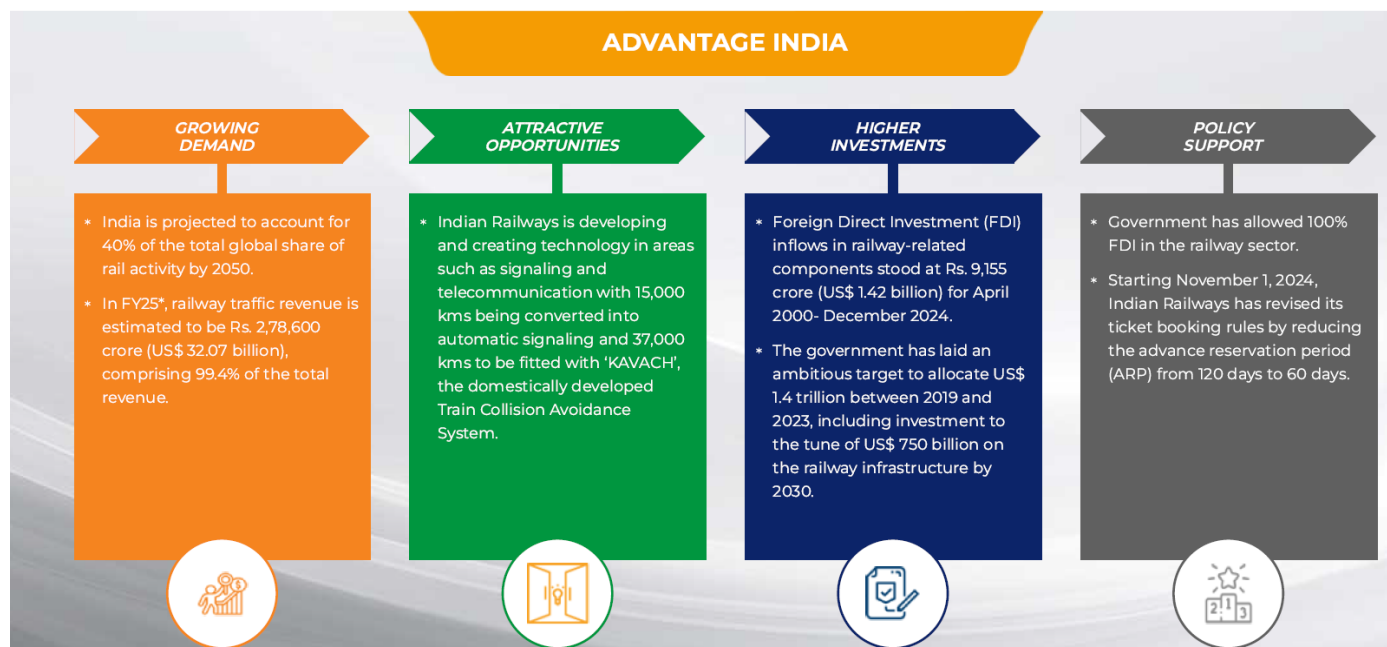 ADVANTAGE INDIA
GROWING
DEMAND
* India is projected to account for
40% of the total global share of
rail activity by 2050.
* In FY25*, railway traffic revenue is
estimated to be Rs. 2,78,600
crore (US$ 32.07 billion),
comprising 99.4% of the total
revenue.
ATTRACTIVE
OPPORTUNITIES
* Indian Railways is developing
and creating technology in areas
such as signaling and
telecommunication with 15,000
kms being converted into
automatic signaling and 37,000
kms to be fitted with ‘KAVACH’,
the domestically developed
Train Collision Avoidance
System.
HIGHER
INVESTMENTS
* Foreign Direct Investment (FDI)
inflows in railway-related
components stood at Rs. 9,155
crore (US$ 1.42 billion) for April
2000- December 2024.
* The government has laid an
ambitious target to allocate US$
1.4 trillion between 2019 and
2023, including investment to
the tune of US$ 750 billion on
the railway infrastructure by
2030.
POLICY
SUPPORT
* Government has allowed 100%
FDI in the railway sector.
* Starting November 1, 2024,
Indian Railways has revised its
ticket booking rules by reducing
the advance reservation period
(ARP) from 120 days to 60 days.
$
2 1 3